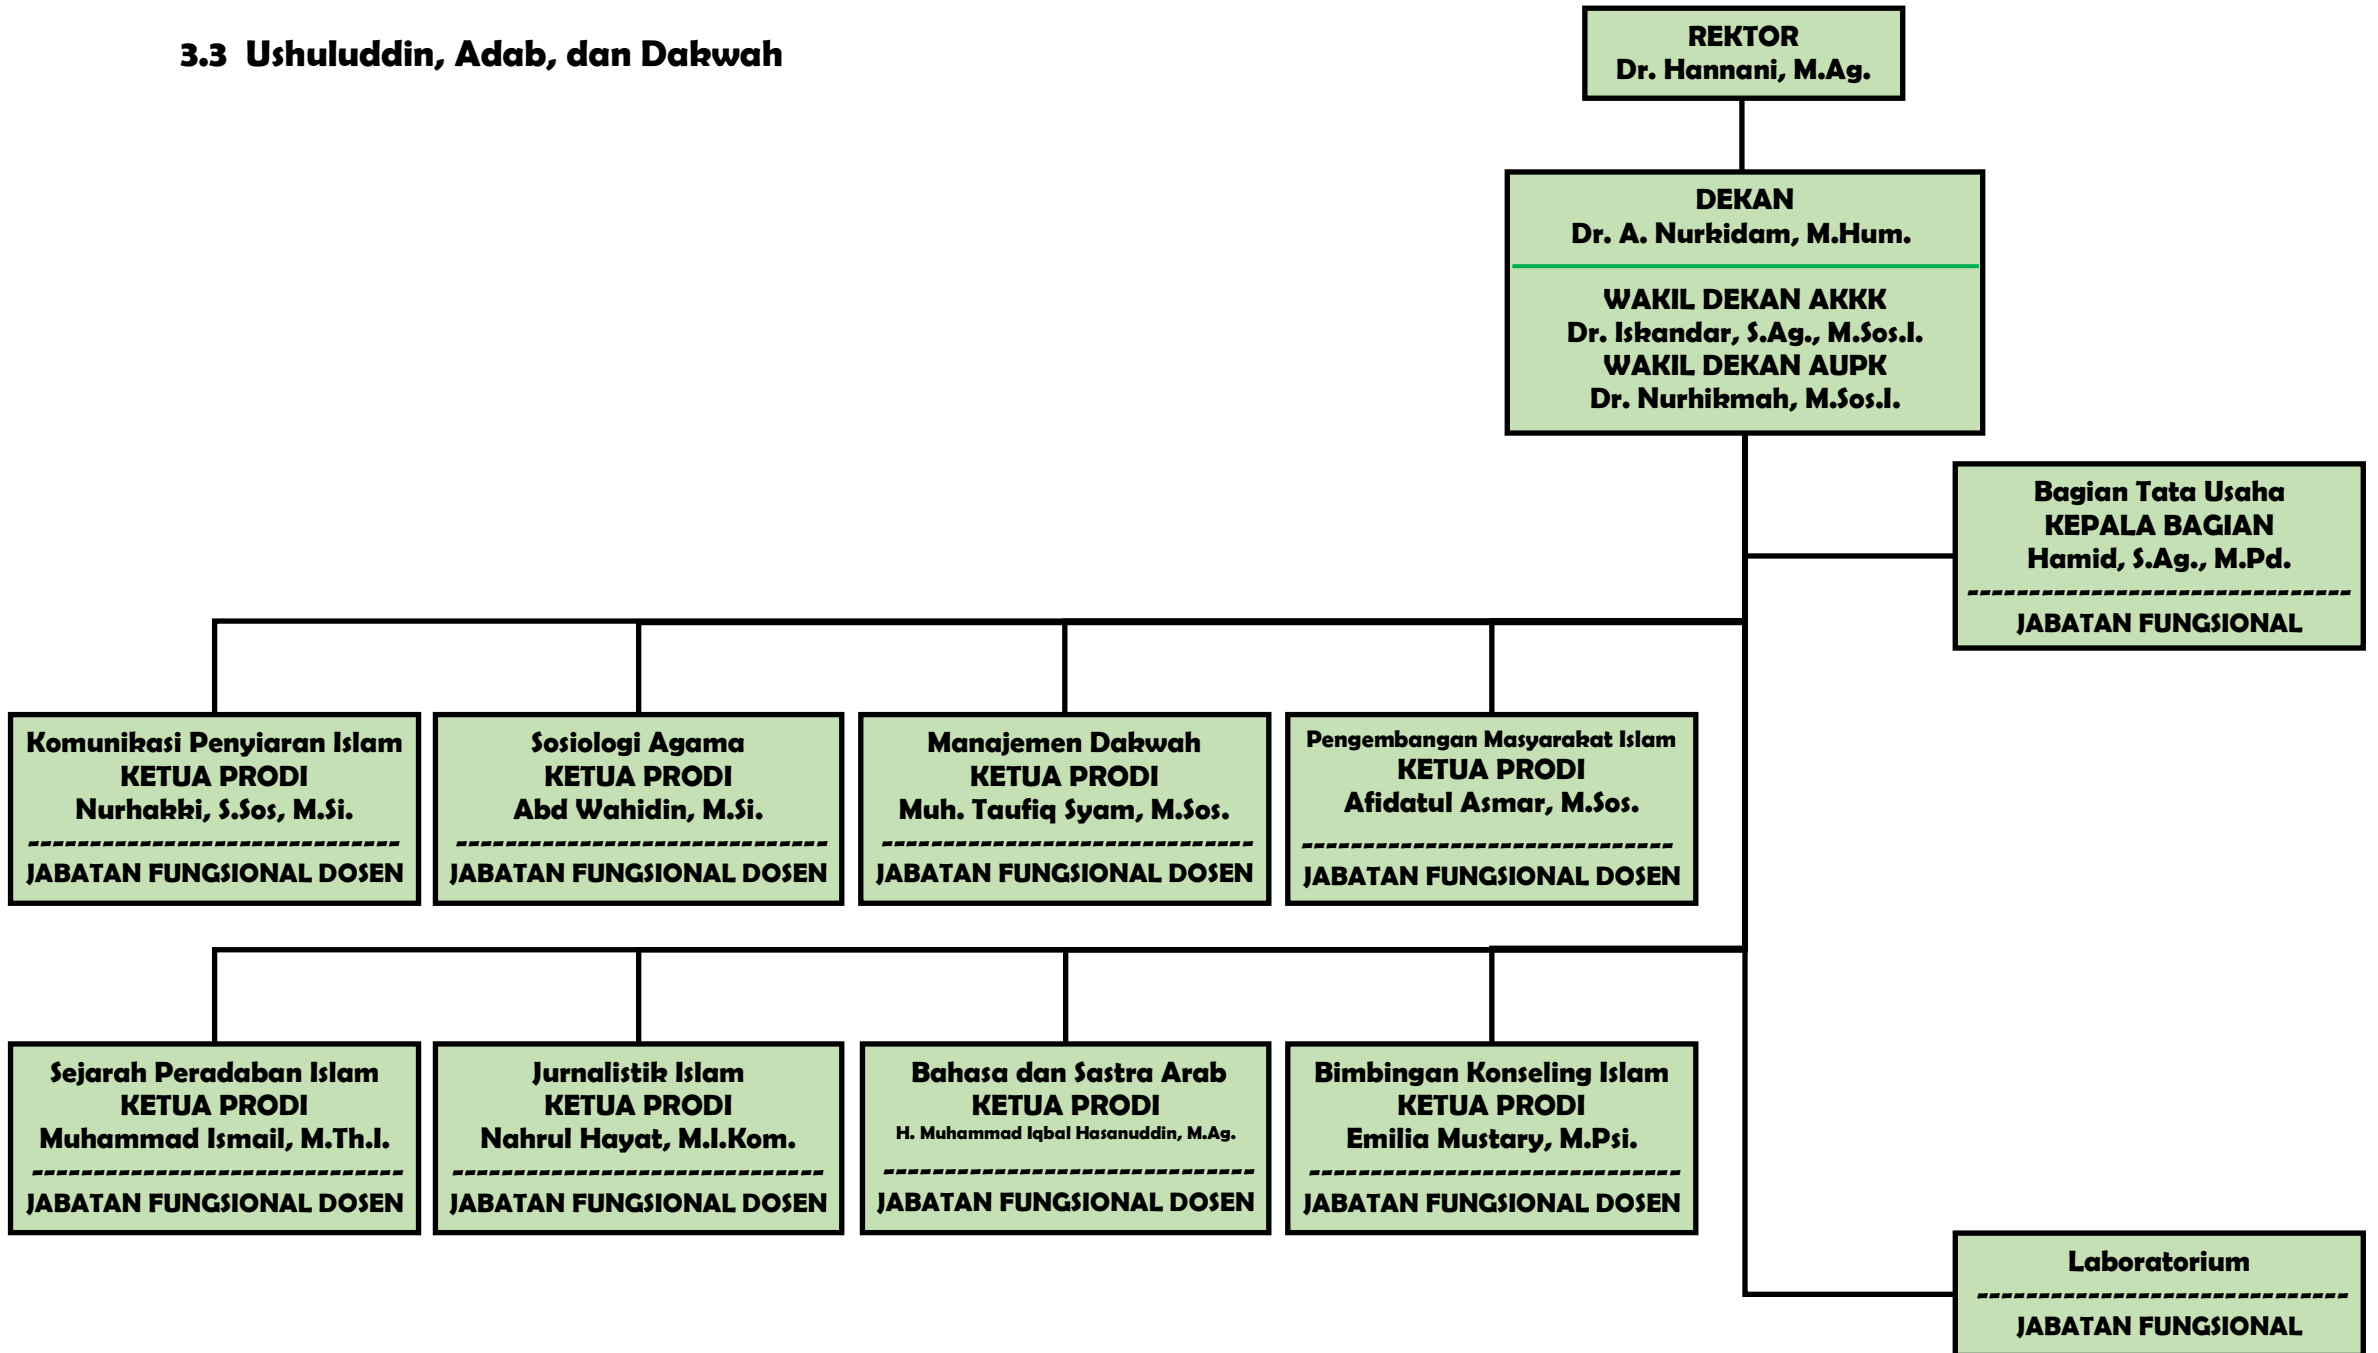 3.3 Ushuluddin, Adab, dan Dakwah
REKTOR
Dr. Hannani, M.Ag.
DEKAN
Dr. A. Nurkidam, M.Hum.
WAKIL DEKAN AKKK
Dr. Iskandar, S.Ag., M.Sos.I.
WAKIL DEKAN AUPK
Dr. Nurhikmah, M.Sos.I.
Bagian Tata Usaha
KEPALA BAGIAN
Hamid, S.Ag., M.Pd.
-------------------------------
JABATAN FUNGSIONAL
Komunikasi Penyiaran Islam
KETUA PRODI
Nurhakki, S.Sos, M.Si.
------------------------------
JABATAN FUNGSIONAL DOSEN
Sosiologi Agama
KETUA PRODI
Abd Wahidin, M.Si.
------------------------------
JABATAN FUNGSIONAL DOSEN
Manajemen Dakwah
KETUA PRODI
Muh. Taufiq Syam, M.Sos.
------------------------------
JABATAN FUNGSIONAL DOSEN
Pengembangan Masyarakat Islam
KETUA PRODI
Afidatul Asmar, M.Sos.
------------------------------
JABATAN FUNGSIONAL DOSEN
Sejarah Peradaban Islam
KETUA PRODI
Muhammad Ismail, M.Th.I.
------------------------------
JABATAN FUNGSIONAL DOSEN
Jurnalistik Islam
KETUA PRODI
Nahrul Hayat, M.I.Kom.
------------------------------
JABATAN FUNGSIONAL DOSEN
Bahasa dan Sastra Arab
KETUA PRODI
H. Muhammad Iqbal Hasanuddin, M.Ag.
------------------------------
JABATAN FUNGSIONAL DOSEN
Bimbingan Konseling Islam
KETUA PRODI
Emilia Mustary, M.Psi.
------------------------------
JABATAN FUNGSIONAL DOSEN
Laboratorium
------------------------------
JABATAN FUNGSIONAL